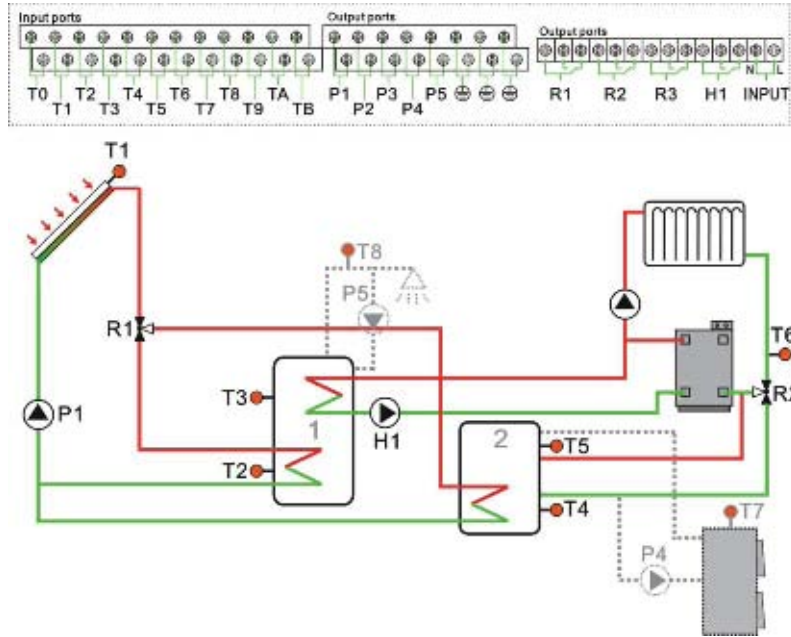 Input ports Output ports Output ports
T0 T2 T4 T6 T8 TA P1 P3 P5 R1 R2 R3 H1 N L INPUT
T1 T3 T5 T7 T9 TB P2 P4
T1
T8
P5
R1
T6
T3
R2
P1
1
H1
2
T5
T2
T4
T7
P4